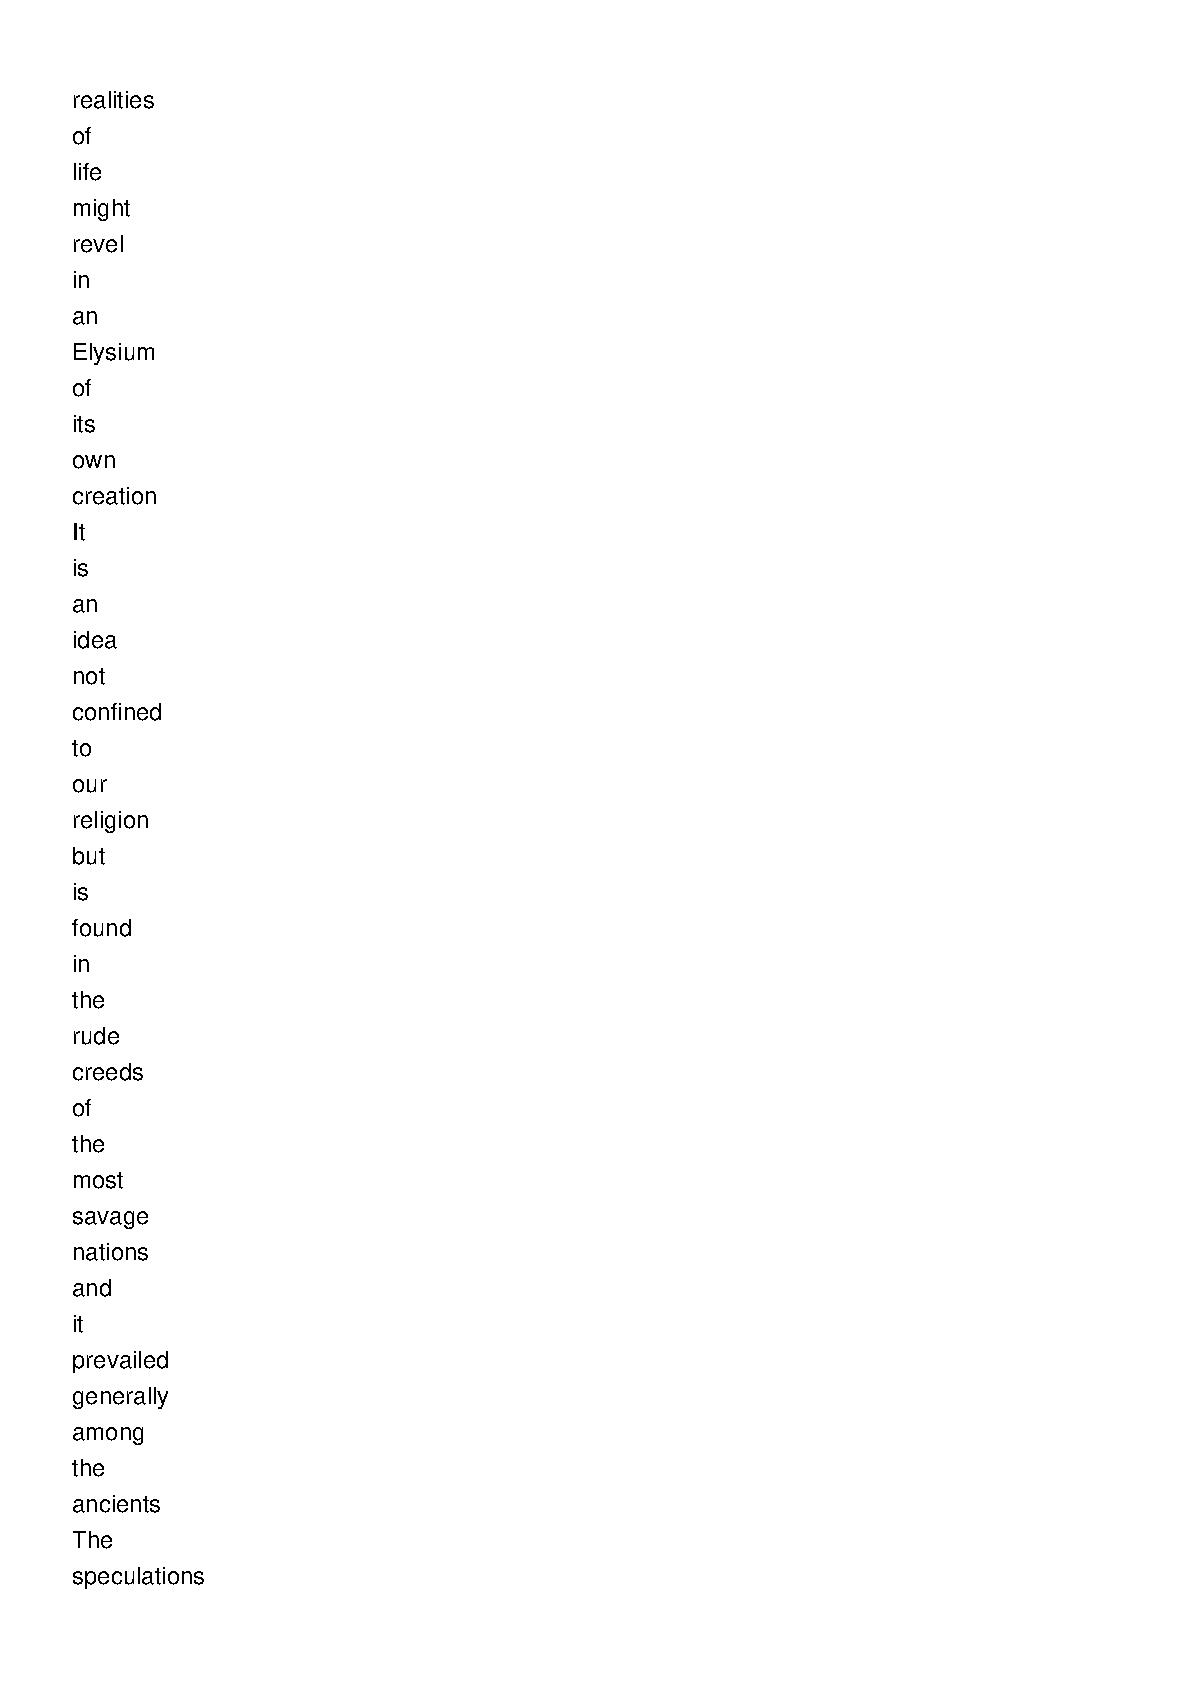 realities
of
life
might
revel
in
an
Elysium
of
its
own
creation
It
is
an
idea
not
confined
to
our
religion
but
is
found
in
the
rude
creeds
of
the
most
savage
nations
and
it
prevailed
generally
among
the
ancients
The
speculations